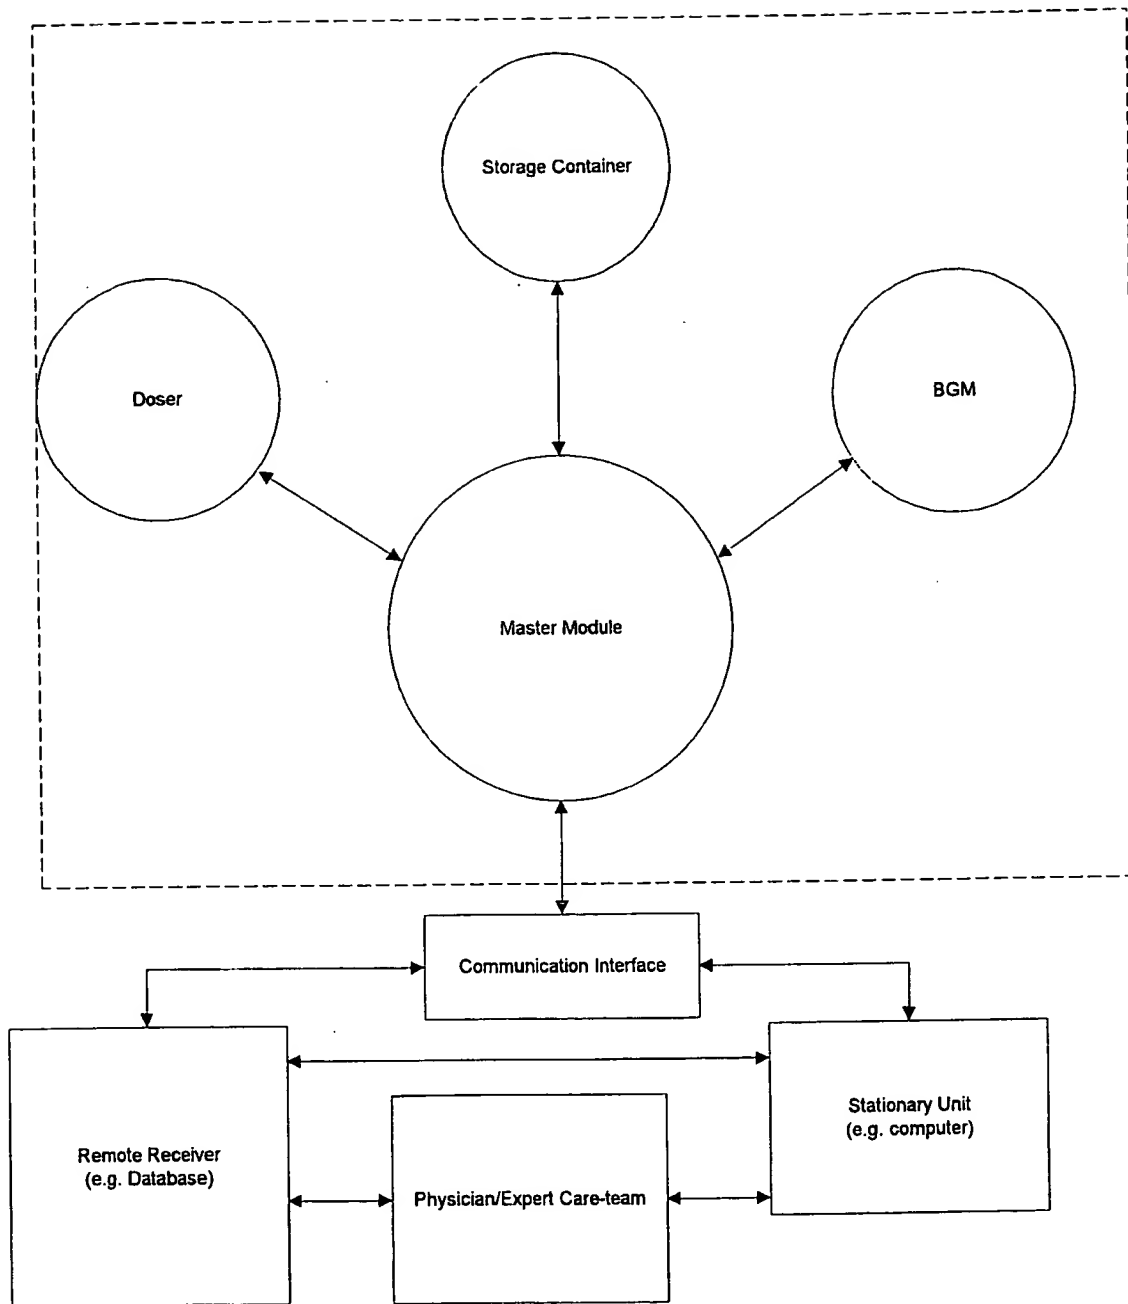 Storage Container
Doser
BGM
Master Module
Communication Interface
Stationary Unit
(e.g. computer)
Remote Receiver
(e.g. Database)
Physician/Expert Care-team